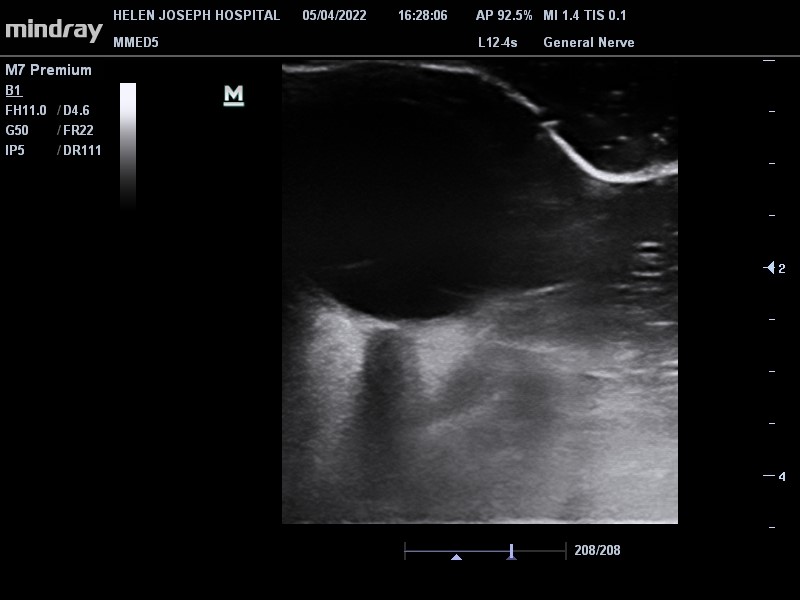 mindray HELEN JOSEPH HOSPITAL 05/04/2022 16:28:06 AP 92.5% MI 1.4 TIS 0.1
MMED5 L12-4s General Nerve
M7 Premium
B1
FH11.0 / D4.6
G50 / FR22
IP5 / DR111
M
2
4
208/208